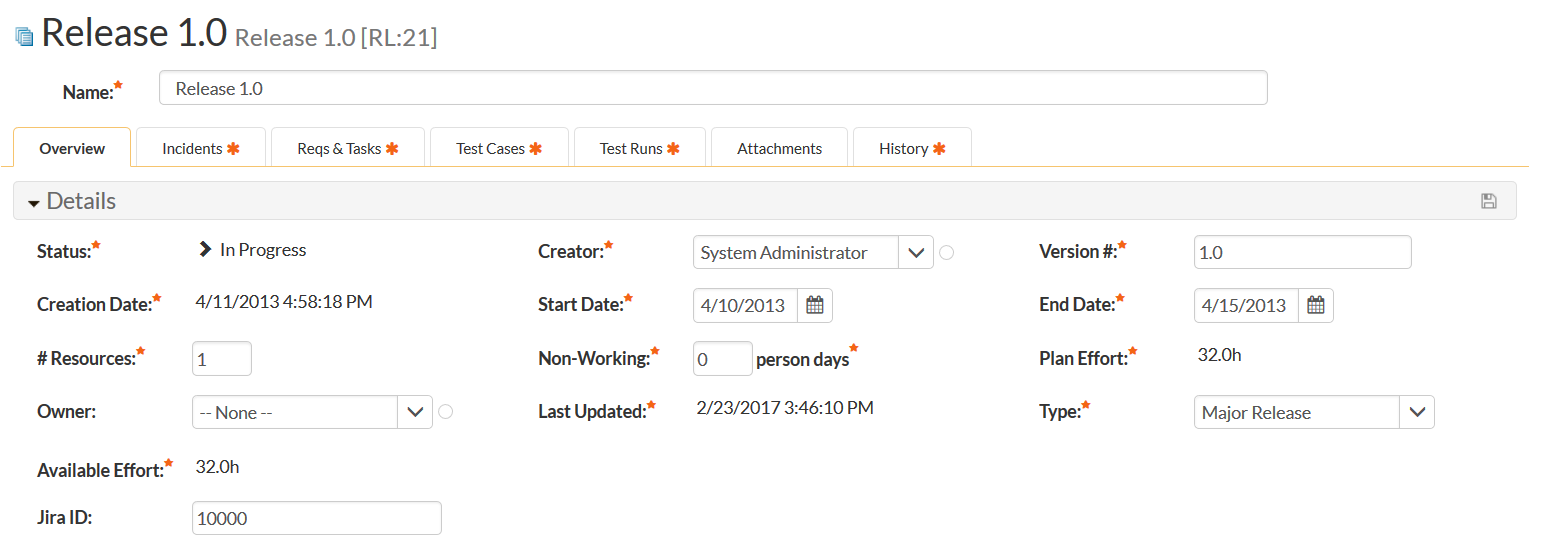 Release 1.0 Release 1.0 [RL:21]
Name:* Release 1.0
Overview Incidents * Reqs & Tasks * Test Cases * Test Runs * Attachments History *
Details
Status:* In Progress Creator:* System Administrator Version #:* 1.0
Creation Date:* 4/11/2013 4:58:18 PM Start Date:* 4/10/2013 End Date:* 4/15/2013
# Resources:* 1 Non-Working:* 0 person days* Plan Effort:* 32.0h
Owner: -- None -- Last Updated:* 2/23/2017 3:46:10 PM Type:* Major Release
Available Effort:* 32.0h
Jira ID: 10000